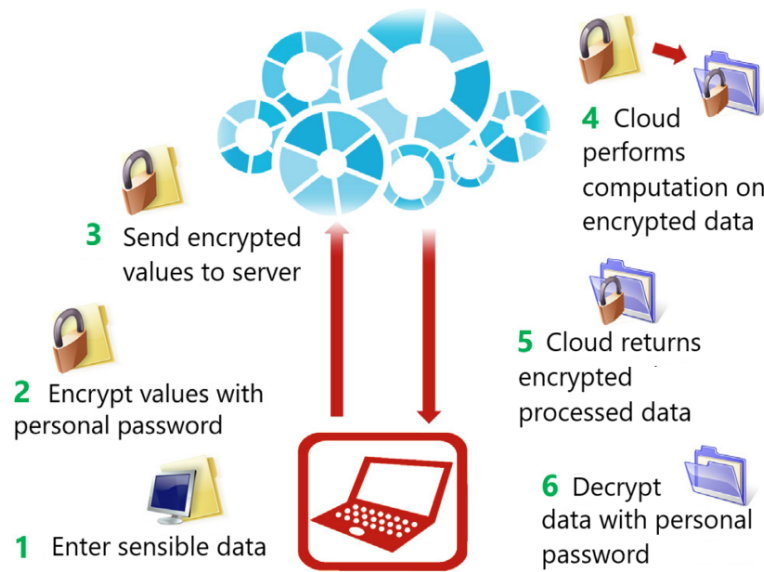 1 Enter sensible data
2 Encrypt values with
personal password
3 Send encrypted
values to server
4 Cloud
performs
computation on
encrypted data
5 Cloud returns
encrypted
processed data
6 Decrypt
data with personal
password